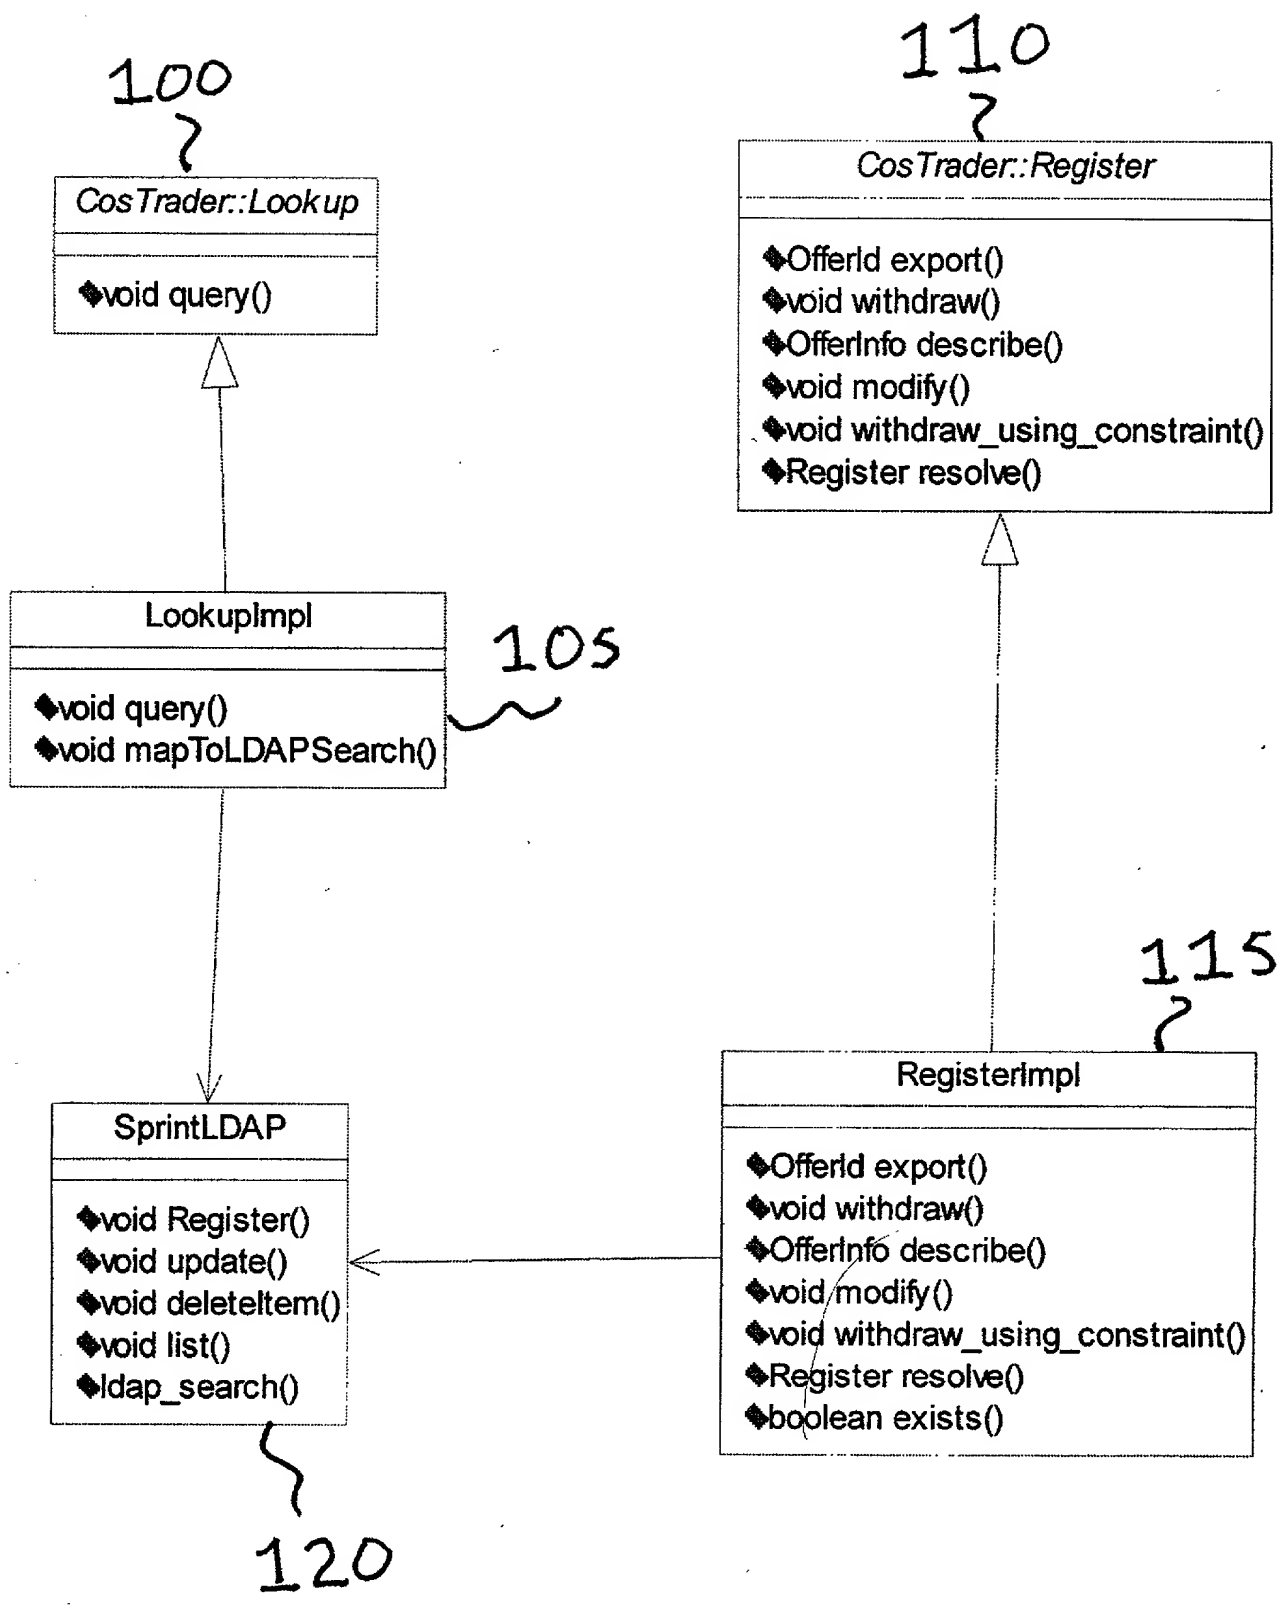 100
CosTrader::Lookup
void query()
110
CosTrader::Register
OfferId export()
void withdraw()
OfferInfo describe()
void modify()
void withdraw_using_constraint()
Register resolve()
LookupImpl
void query()
void mapToLDAPSearch()
105
115
RegisterImpl
OfferId export()
void withdraw()
OfferInfo describe()
void modify()
void withdraw_using_constraint()
Register resolve()
boolean exists()
SprintLDAP
void Register()
void update()
void deleteItem()
void list()
ldap_search()
120